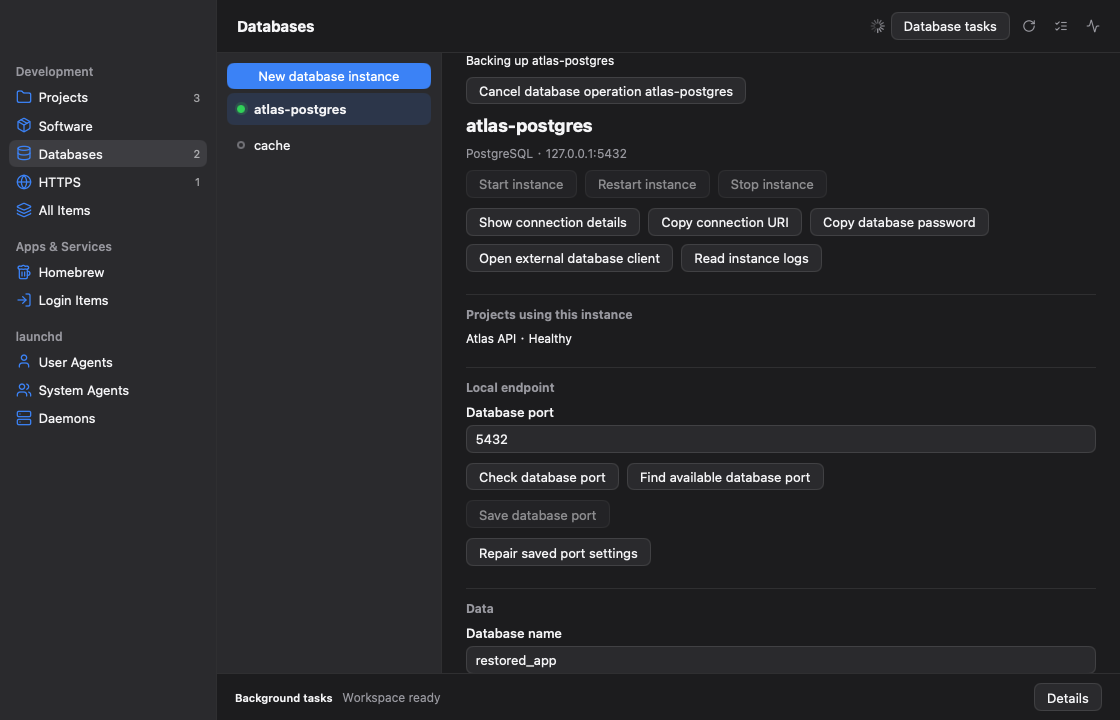 Databases
Database tasks
Development
Projects 3
Software
Databases 2
HTTPS 1
All Items
Apps & Services
Homebrew
Login Items
launchd
User Agents
System Agents
Daemons
New database instance
atlas-postgres
cache
Backing up atlas-postgres
Cancel database operation atlas-postgres
atlas-postgres
PostgreSQL · 127.0.0.1:5432
Start instance Restart instance Stop instance
Show connection details Copy connection URI Copy database password
Open external database client Read instance logs
Projects using this instance
Atlas API · Healthy
Local endpoint
Database port
5432
Check database port Find available database port
Save database port
Repair saved port settings
Data
Database name
restored_app
Background tasks Workspace ready
Details